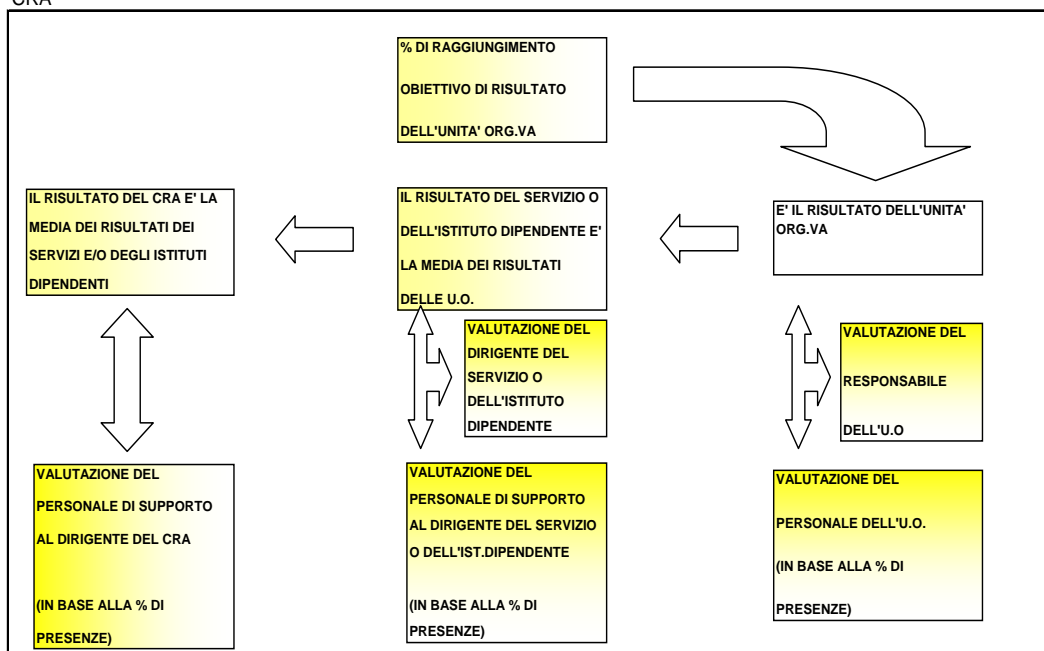 CRA
% DI RAGGIUNGIMENTO
OBIETTIVO DI RISULTATO
DELL'UNITA' ORG.VA
IL RISULTATO DEL CRA E' LA
MEDIA DEI RISULTATI DEI
SERVIZI E/O DEGLI ISTITUTI
DIPENDENTI
IL RISULTATO DEL SERVIZIO O
DELL'ISTITUTO DIPENDENTE E'
LA MEDIA DEI RISULTATI
DELLE U.O.
E' IL RISULTATO DELL'UNITA'
ORG.VA
VALUTAZIONE DEL
DIRIGENTE DEL
SERVIZIO O
DELL'ISTITUTO
DIPENDENTE
VALUTAZIONE DEL
RESPONSABILE
DELL'U.O
VALUTAZIONE DEL
PERSONALE DI SUPPORTO
AL DIRIGENTE DEL CRA
(IN BASE ALLA % DI
PRESENZE)
VALUTAZIONE DEL
PERSONALE DI SUPPORTO
AL DIRIGENTE DEL SERVIZIO
O DELL'IST.DIPENDENTE
(IN BASE ALLA % DI
PRESENZE)
VALUTAZIONE DEL
PERSONALE DELL'U.O.
(IN BASE ALLA % DI
PRESENZE)